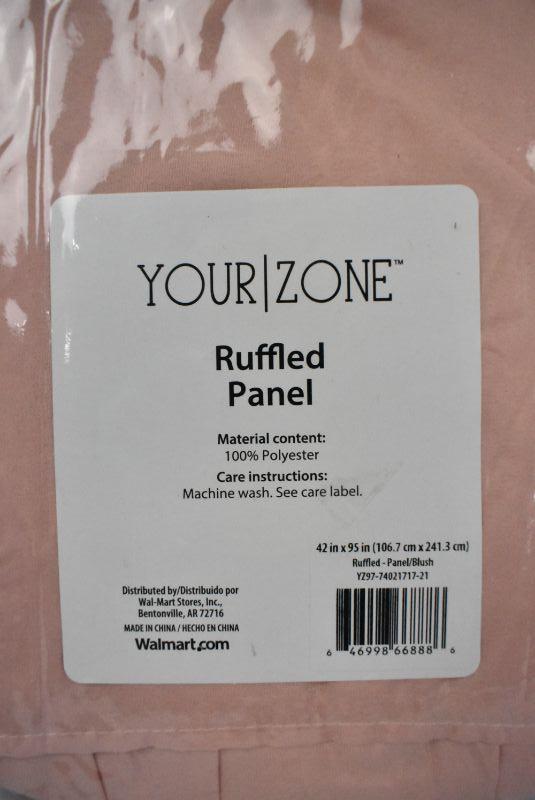 YOUR|ZONE™
Ruffled
Panel
Material content:
100% Polyester
Care instructions:
Machine wash. See care label.
42 in x 95 in (106.7 cm x 241.3 cm)
Ruffled - Panel/Blush
YZ97-74021717-21
Distributed by/Distribuido por
Wal-Mart Stores, Inc.,
Bentonville, AR 72716
MADE IN CHINA / HECHO EN CHINA
Walmart.com
6 46998 66888 6